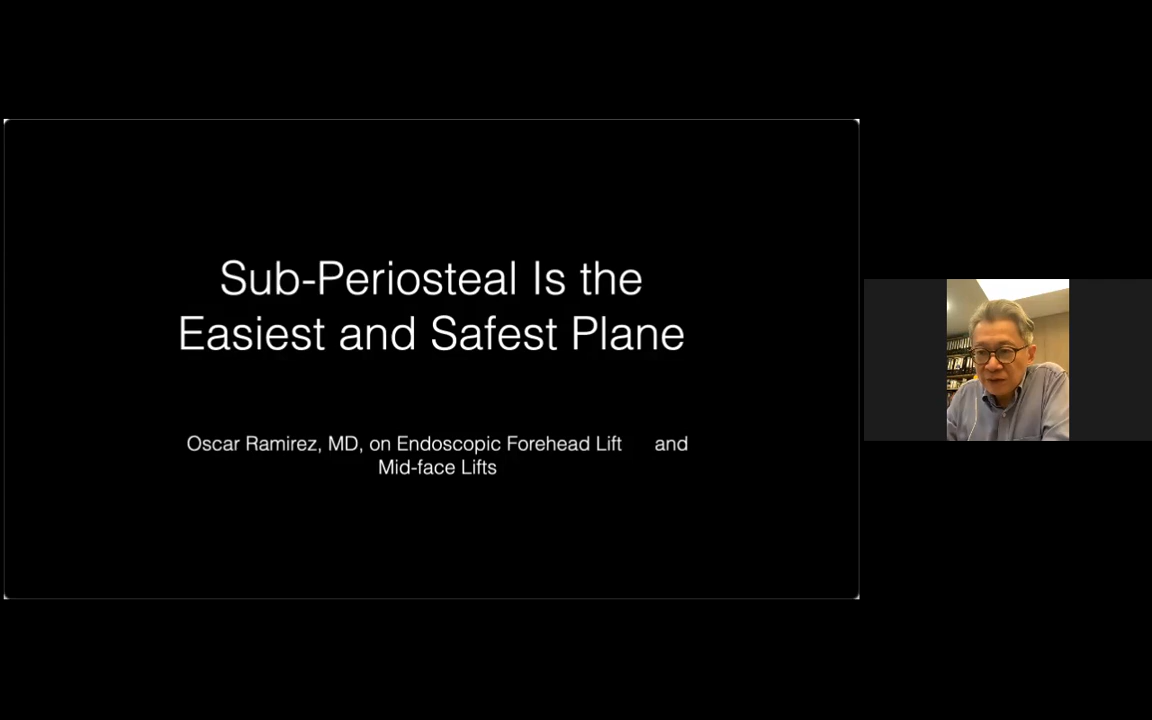 Sub-Periosteal Is the
Easiest and Safest Plane
Oscar Ramirez, MD, on Endoscopic Forehead Lift and
Mid-face Lifts